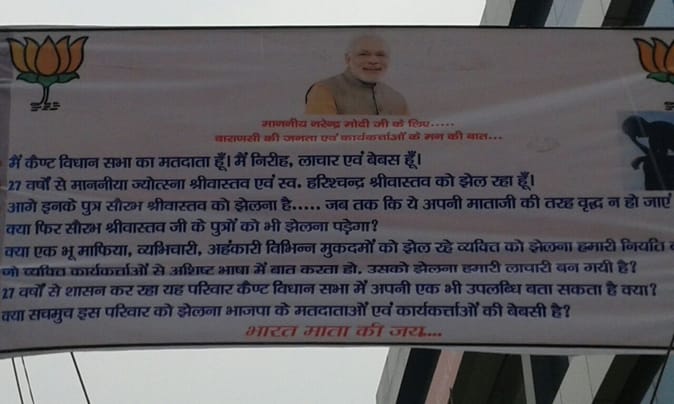 माननीय नरेन्द्र मोदी जी के लिए.....
वाराणसी की जनता एवं कार्यकर्त्ताओं के मन की बात...
मैं कैण्ट विधान सभा का मतदाता हूँ। मैं निरीह, लाचार एवं बेबस हूँ।
27 वर्षो से माननीया ज्योत्सना श्रीवास्तव एवं स्व. हरिश्चन्द्र श्रीवास्तव को झेल रहा हूँ।
आगे इनके पुत्र सौरभ श्रीवास्तव को झेलना है..... जब तक कि ये अपनी माताजी की तरह वृद्ध न हो जाएं
क्या फिर सौरभ श्रीवास्तव जी के पुत्रों को भी झेलना पड़ेगा?
क्या एक भू माफिया, व्यभिचारी, अहंकारी विभिन्न मुकदमों को झेल रहे व्यक्ति को झेलना हमारी नियति
जो व्यक्ति कार्यकर्त्ताओं से अशिष्ट भाषा में बात करता हो, उसको झेलना हमारी लाचारी बन गयी है?
27 वर्षो से शासन कर रहा यह परिवार कैण्ट विधान सभा में अपनी एक भी उपलब्धि बता सकता है क्या?
क्या सचमुच इस परिवार को झेलना भाजपा के मतदाताओं एवं कार्यकर्त्ताओं की बेबसी है?
भारत माता की जय....